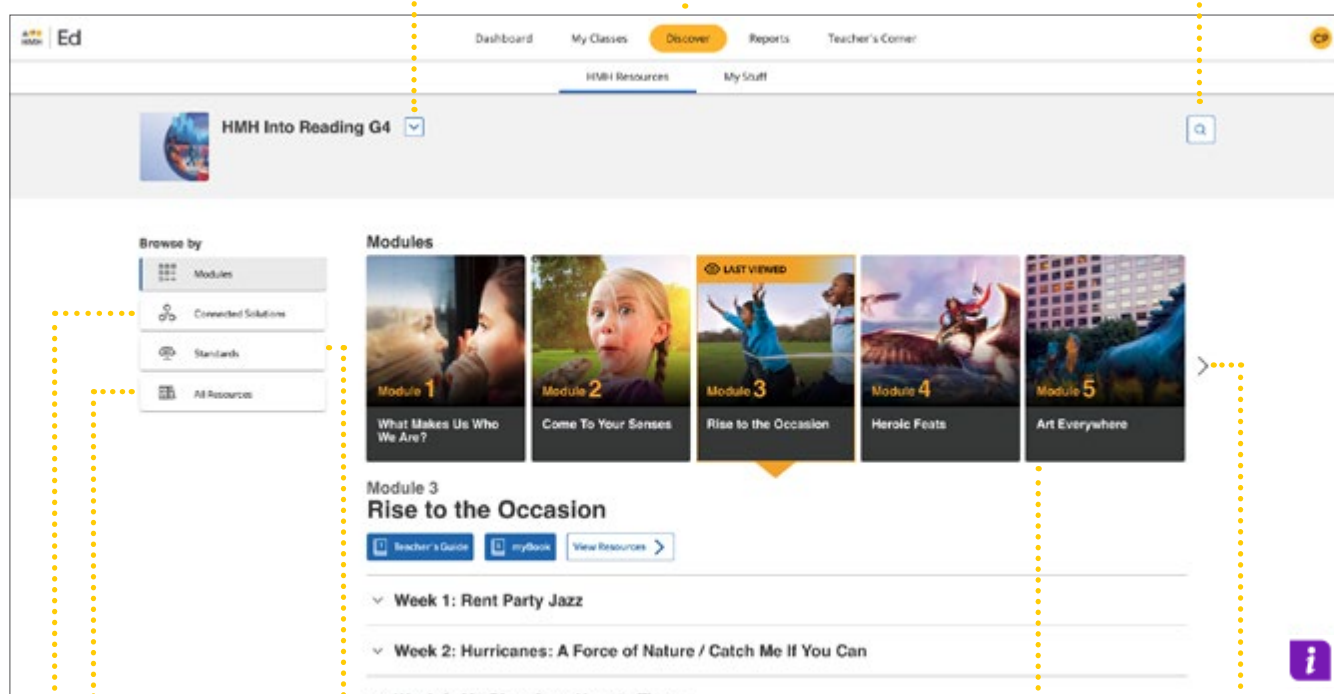 HMH Ed
Dashboard My Classes Discover Reports Teacher's Corner CP
HMH Resources My Stuff
HMH Into Reading G4
Browse by
Modules
Connected Solutions
Standards
All Resources
Modules
LAST VIEWED
Module 1
What Makes Us Who
We Are?
Module 2
Come To Your Senses
Module 3
Rise to the Occasion
Module 4
Heroic Feats
Module 5
Art Everywhere
Module 3
Rise to the Occasion
Teacher's Guide myBook View Resources
Week 1: Rent Party Jazz
Week 2: Hurricanes: A Force of Nature / Catch Me If You Can
i